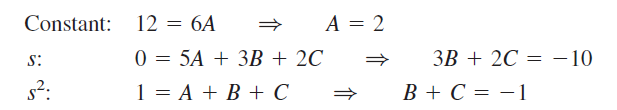 Constant: 12 = 6A ⇒ A = 2
s: 0 = 5A + 3B + 2C ⇒ 3B + 2C = −10
s²: 1 = A + B + C ⇒ B + C = −1